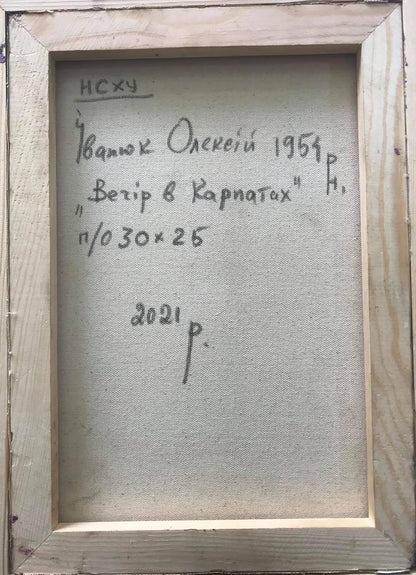 НСХУ
Іванюк Олексій 1954 р.н.
"Вечір в Карпатах"
п/о 30×25
2021 р.